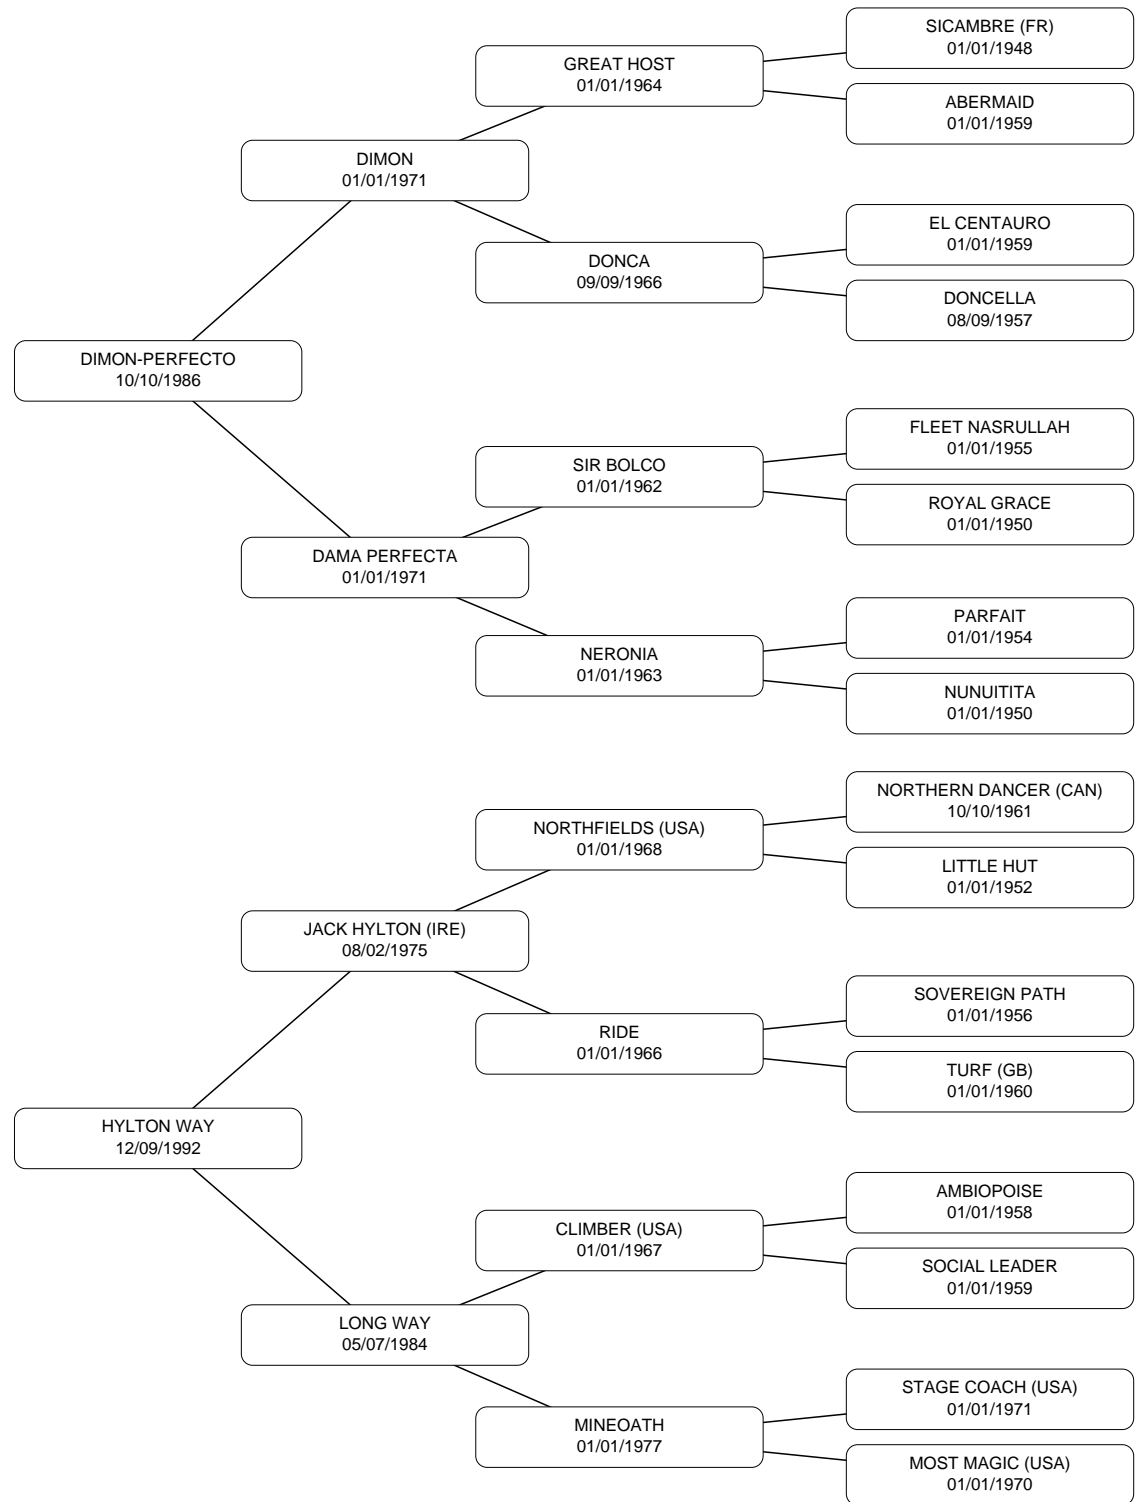 SICAMBRE (FR)
01/01/1948
GREAT HOST
01/01/1964
ABERMAID
01/01/1959
DIMON
01/01/1971
EL CENTAURO
01/01/1959
DONCA
09/09/1966
DONCELLA
08/09/1957
DIMON-PERFECTO
10/10/1986
FLEET NASRULLAH
01/01/1955
SIR BOLCO
01/01/1962
ROYAL GRACE
01/01/1950
DAMA PERFECTA
01/01/1971
PARFAIT
01/01/1954
NERONIA
01/01/1963
NUNUITITA
01/01/1950
NORTHERN DANCER (CAN)
10/10/1961
NORTHFIELDS (USA)
01/01/1968
LITTLE HUT
01/01/1952
JACK HYLTON (IRE)
08/02/1975
SOVEREIGN PATH
01/01/1956
RIDE
01/01/1966
TURF (GB)
01/01/1960
HYLTON WAY
12/09/1992
AMBIOPOISE
01/01/1958
CLIMBER (USA)
01/01/1967
SOCIAL LEADER
01/01/1959
LONG WAY
05/07/1984
STAGE COACH (USA)
01/01/1971
MINEOATH
01/01/1977
MOST MAGIC (USA)
01/01/1970